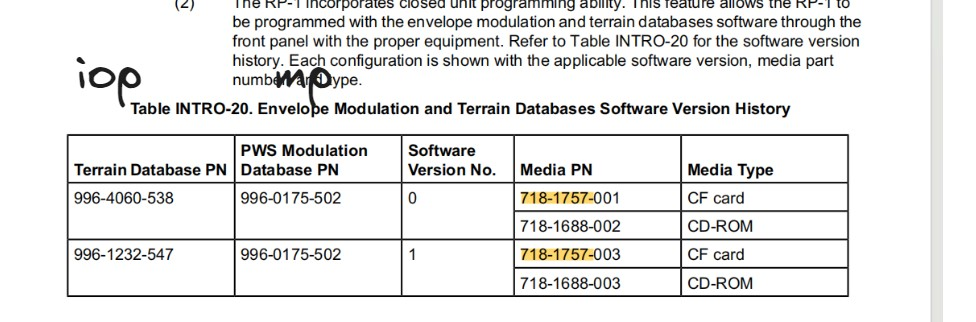 (2) The RP-1 incorporates closed unit programming ability. This feature allows the RP-1 to
be programmed with the envelope modulation and terrain databases software through the
front panel with the proper equipment. Refer to Table INTRO-20 for the software version
history. Each configuration is shown with the applicable software version, media part
number and type.
iop mp
Table INTRO-20. Envelope Modulation and Terrain Databases Software Version History
Terrain Database PN PWS Modulation Database PN Software Version No. Media PN Media Type
996-4060-538 996-0175-502 0 718-1757-001 CF card
718-1688-002 CD-ROM
996-1232-547 996-0175-502 1 718-1757-003 CF card
718-1688-003 CD-ROM